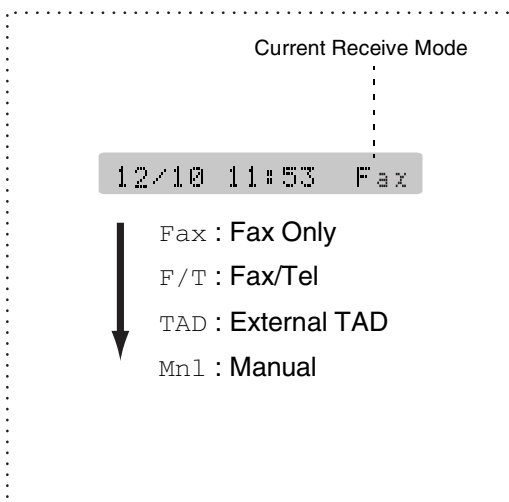 Current Receive Mode
12/10 11:53 Fax
Fax : Fax Only
F/T : Fax/Tel
TAD : External TAD
Mnl : Manual